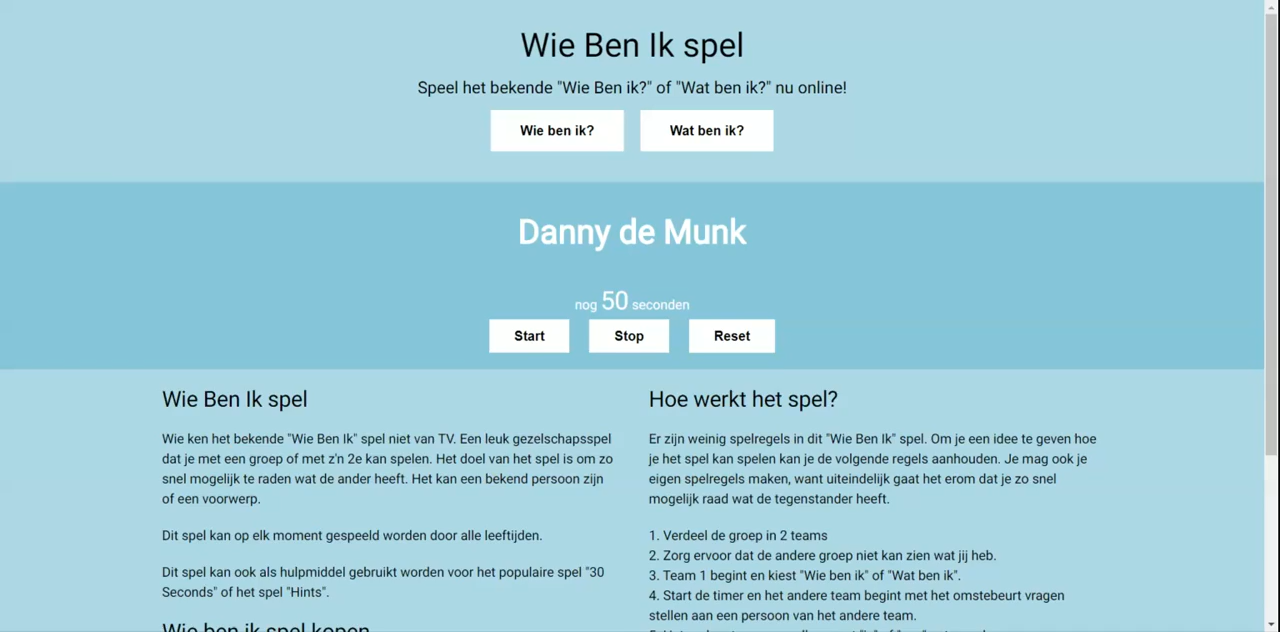 Wie Ben Ik spel
Speel het bekende "Wie Ben ik?" of "Wat ben ik?" nu online!
Wie ben ik?
Wat ben ik?
Danny de Munk
nog 50 seconden
Start
Stop
Reset
Wie Ben Ik spel
Wie ken het bekende "Wie Ben Ik" spel niet van TV. Een leuk gezelschapsspel
dat je met een groep of met z'n 2e kan spelen. Het doel van het spel is om zo
snel mogelijk te raden wat de ander heeft. Het kan een bekend persoon zijn
of een voorwerp.
Dit spel kan op elk moment gespeeld worden door alle leeftijden.
Dit spel kan ook als hulpmiddel gebruikt worden voor het populaire spel "30
Seconds" of het spel "Hints".
Wie ben ik spel kopen
Hoe werkt het spel?
Er zijn weinig spelregels in dit "Wie Ben Ik" spel. Om je een idee te geven hoe
je het spel kan spelen kan je de volgende regels aanhouden. Je mag ook je
eigen spelregels maken, want uiteindelijk gaat het erom dat je zo snel
mogelijk raad wat de tegenstander heeft.
1. Verdeel de groep in 2 teams
2. Zorg ervoor dat de andere groep niet kan zien wat jij heb.
3. Team 1 begint en kiest "Wie ben ik" of "Wat ben ik".
4. Start de timer en het andere team begint met het omstebeurt vragen
stellen aan een persoon van het andere team.